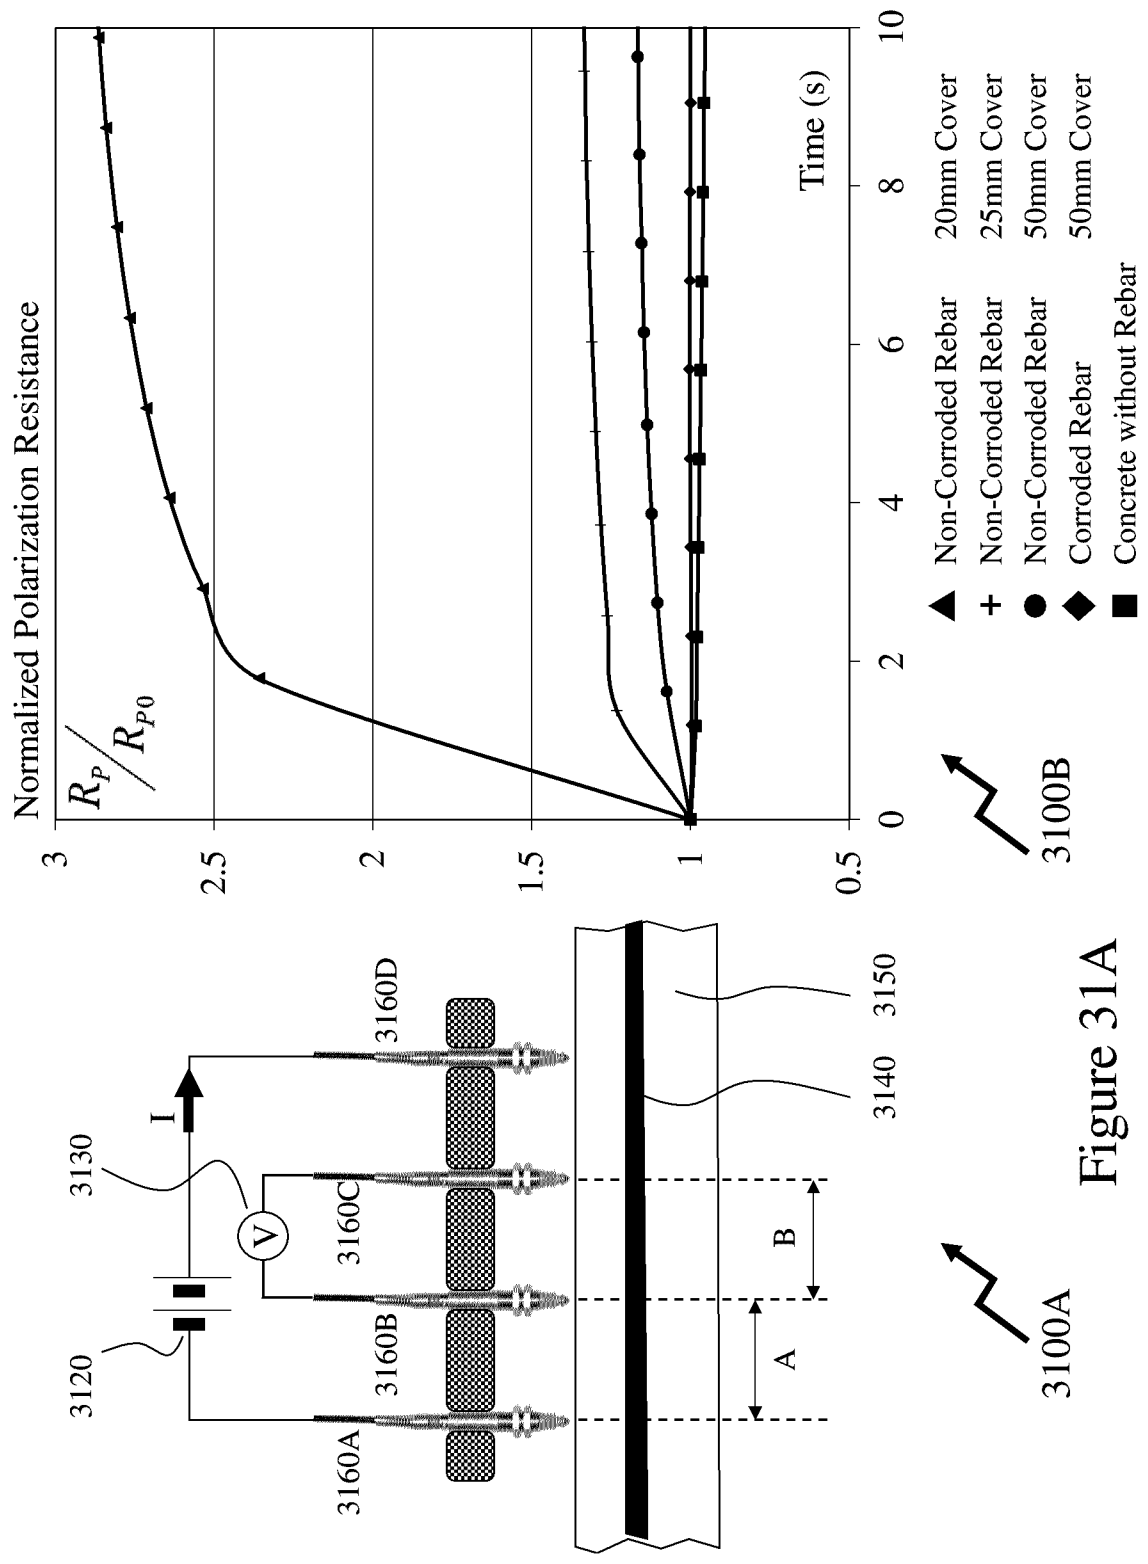 3120
3130
I
V
3160A
3160B
3160C
3160D
A
B
3140
3150
3100A
Normalized Polarization Resistance
R_P / R_P0
3
2.5
2
1.5
1
0.5
0
2
4
6
8
10
Time (s)
Non-Corroded Rebar 20mm Cover
Non-Corroded Rebar 25mm Cover
Non-Corroded Rebar 50mm Cover
Corroded Rebar 50mm Cover
Concrete without Rebar
3100B
Figure 31A